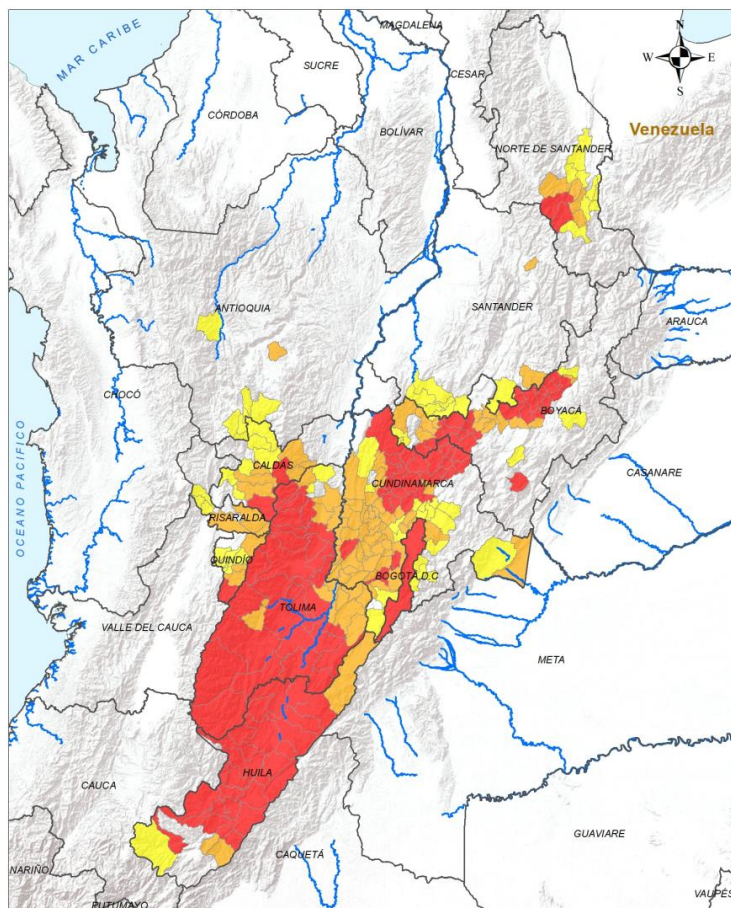 MAGDALENA
N
MAR CARIBE
SUCRE
CESAR
W
E
S
CÓRDOBA
BOLÍVAR
Venezuela
NORTE DE SANTANDER
ANTIOQUIA
SANTANDER
ARAUCA
CHOCÓ
BOYACÁ
OCEANO PACIFICO
CALDAS
CUNDINAMARCA
CASANARE
RISARALDA
QUINDÍO
BOGOTÁ, D.C
TOLIMA
VALLE DEL CAUCA
META
HUILA
CAUCA
GUAVIARE
CAQUETÁ
NARIÑO
VAUPÉS
PUTUMAYO